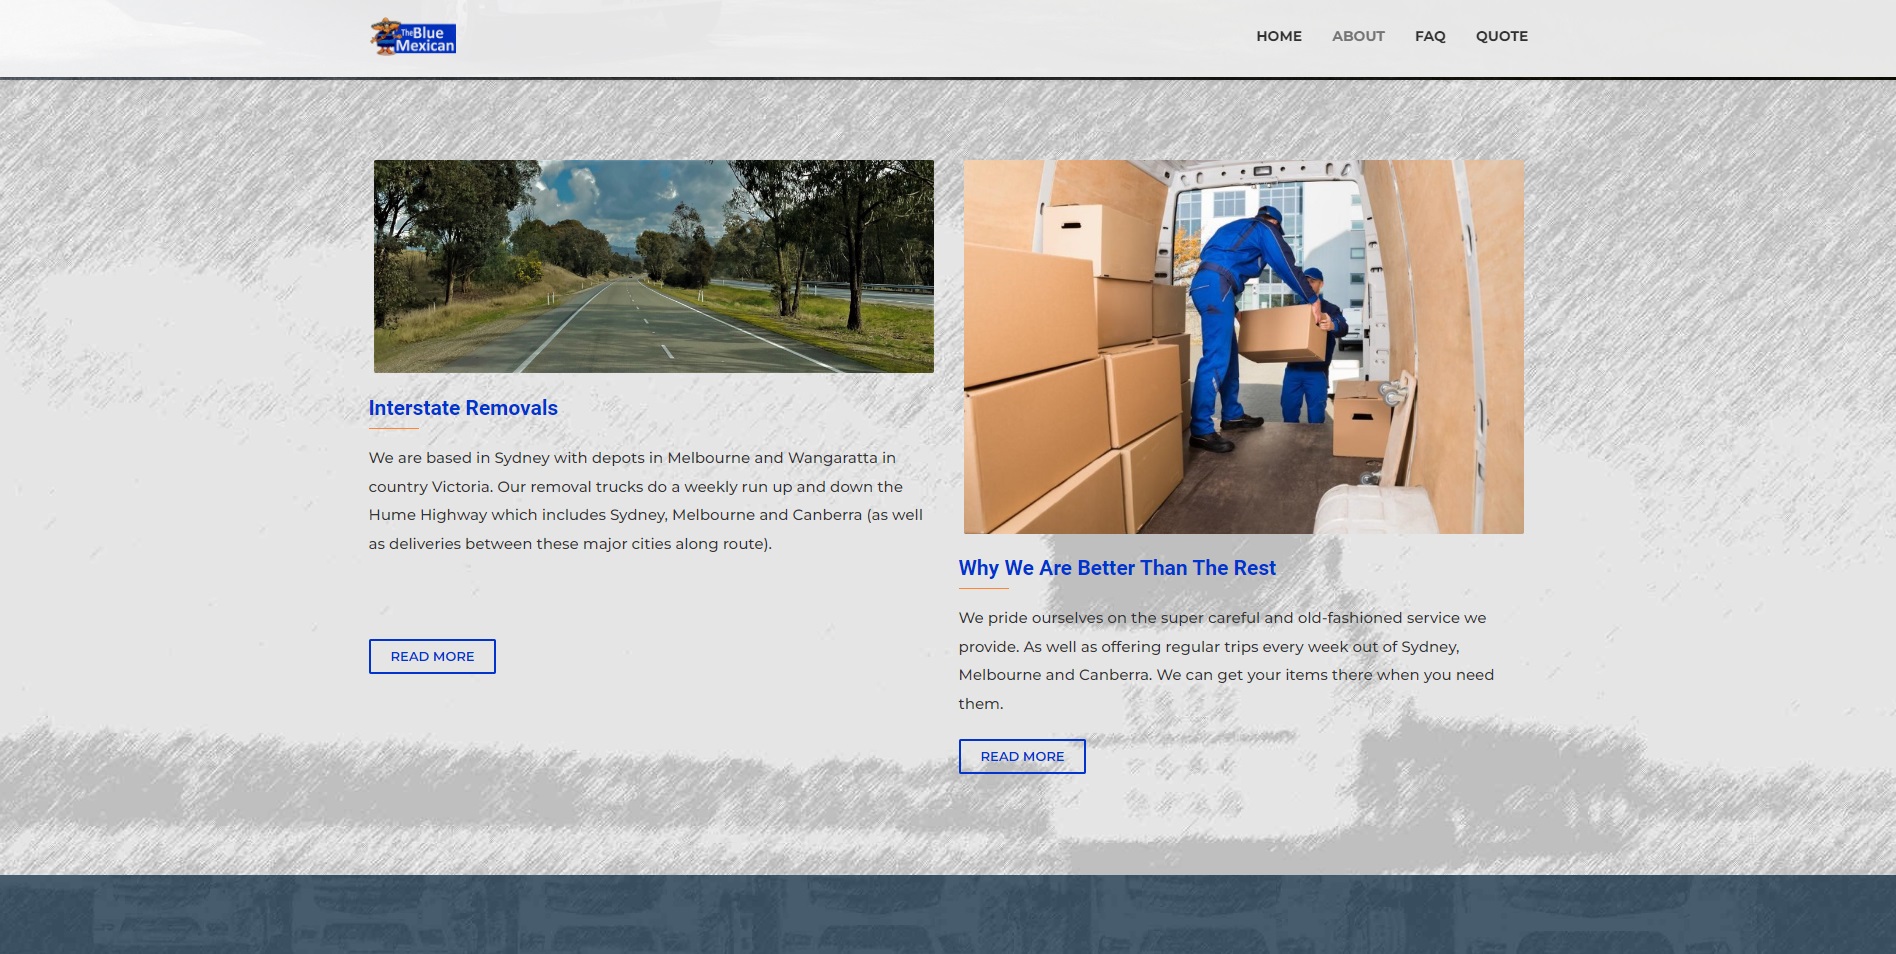 The Blue
Mexican
HOME
ABOUT
FAQ
QUOTE
Interstate Removals
We are based in Sydney with depots in Melbourne and Wangaratta in
country Victoria. Our removal trucks do a weekly run up and down the
Hume Highway which includes Sydney, Melbourne and Canberra (as well
as deliveries between these major cities along route).
READ MORE
Why We Are Better Than The Rest
We pride ourselves on the super careful and old-fashioned service we
provide. As well as offering regular trips every week out of Sydney,
Melbourne and Canberra. We can get your items there when you need
them.
READ MORE